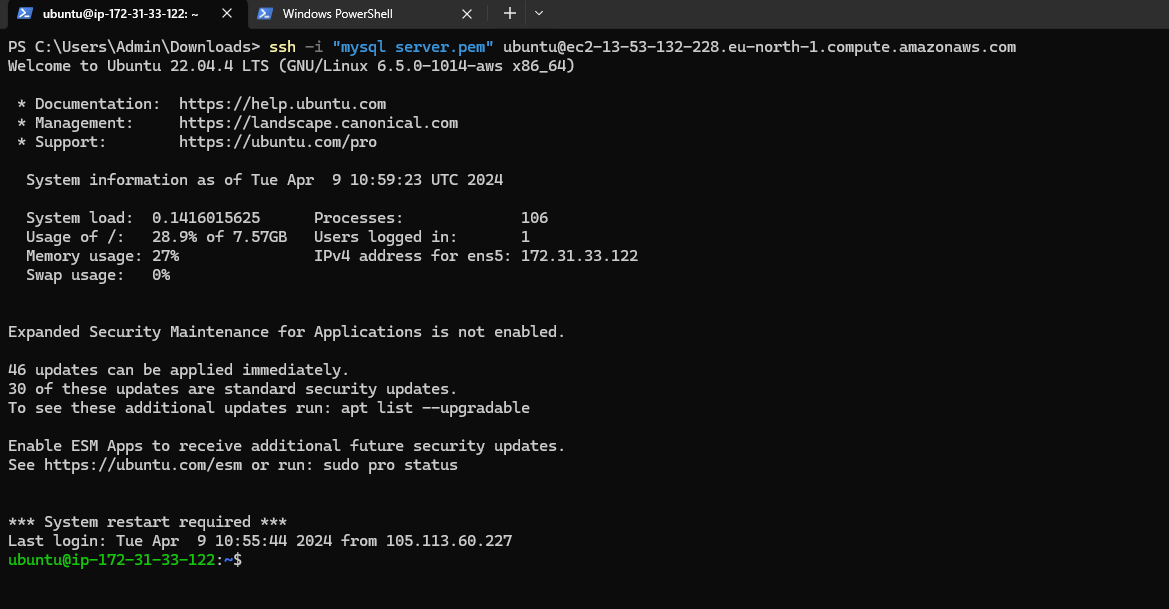 ubuntu@ip-172-31-33-122: ~ Windows PowerShell
PS C:\Users\Admin\Downloads> ssh -i "mysql server.pem" ubuntu@ec2-13-53-132-228.eu-north-1.compute.amazonaws.com
Welcome to Ubuntu 22.04.4 LTS (GNU/Linux 6.5.0-1014-aws x86_64)
* Documentation: https://help.ubuntu.com
* Management: https://landscape.canonical.com
* Support: https://ubuntu.com/pro
System information as of Tue Apr 9 10:59:23 UTC 2024
System load: 0.1416015625 Processes: 106
Usage of /: 28.9% of 7.57GB Users logged in: 1
Memory usage: 27% IPv4 address for ens5: 172.31.33.122
Swap usage: 0%
Expanded Security Maintenance for Applications is not enabled.
46 updates can be applied immediately.
30 of these updates are standard security updates.
To see these additional updates run: apt list --upgradable
Enable ESM Apps to receive additional future security updates.
See https://ubuntu.com/esm or run: sudo pro status
*** System restart required ***
Last login: Tue Apr 9 10:55:44 2024 from 105.113.60.227
ubuntu@ip-172-31-33-122:~$